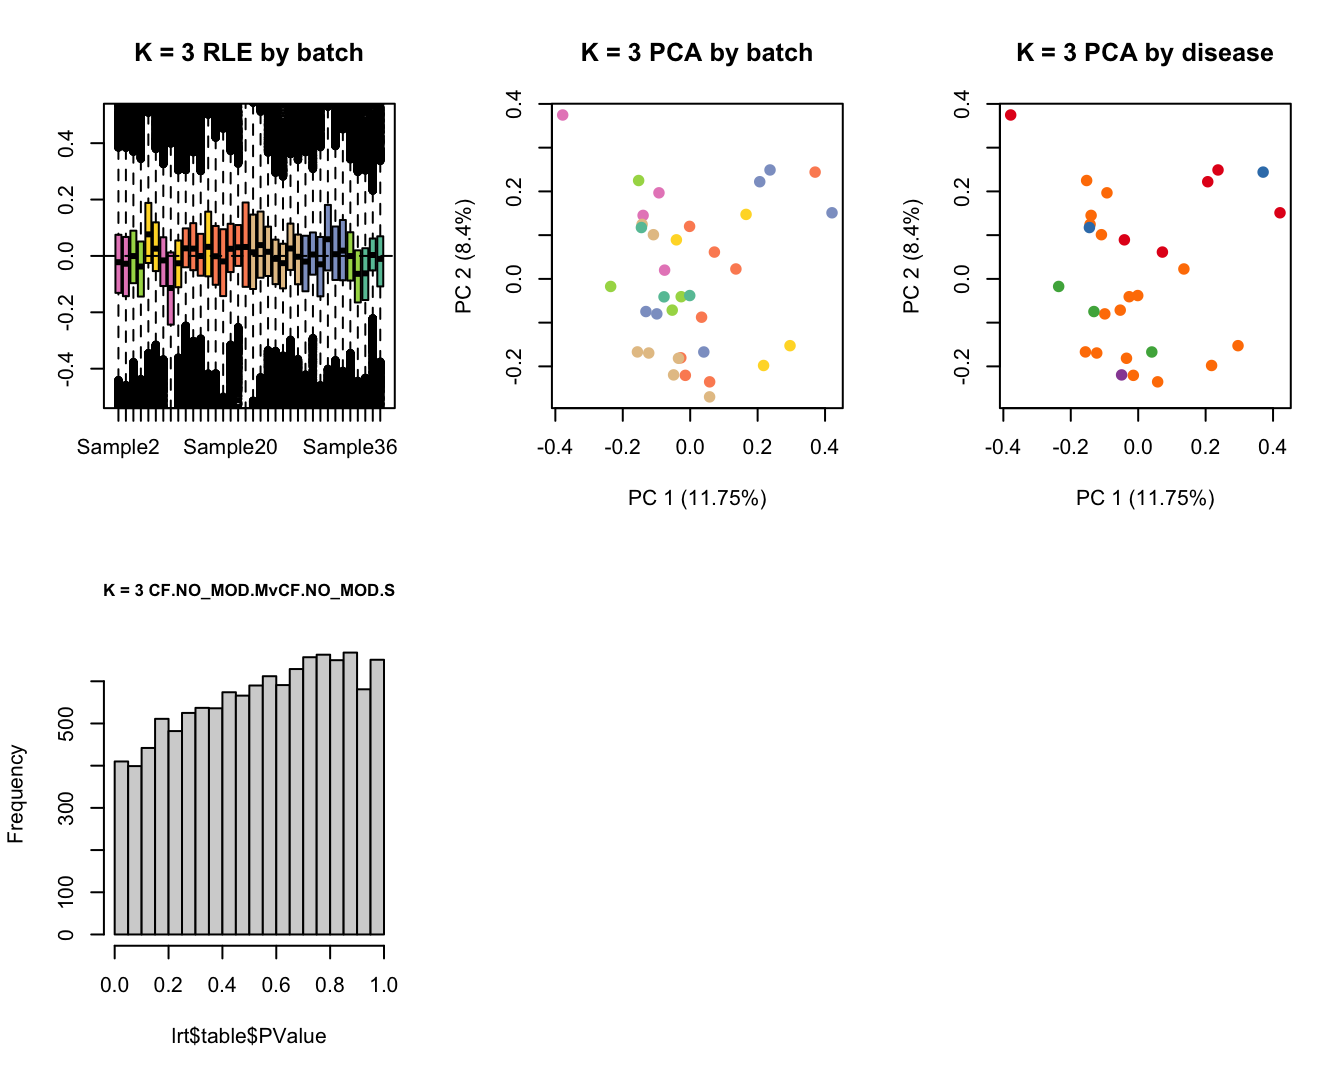 K = 3 RLE by batch
0.4
0.2
0.0
-0.2
-0.4
Sample2 Sample20 Sample36
K = 3 PCA by batch
PC 2 (8.4%)
0.4
0.2
0.0
-0.2
-0.4 -0.2 0.0 0.2 0.4
PC 1 (11.75%)
K = 3 PCA by disease
PC 2 (8.4%)
0.4
0.2
0.0
-0.2
-0.4 -0.2 0.0 0.2 0.4
PC 1 (11.75%)
K = 3 CF.NO_MOD.MvCF.NO_MOD.S
Frequency
500
300
100
0
0.0 0.2 0.4 0.6 0.8 1.0
lrt$table$PValue